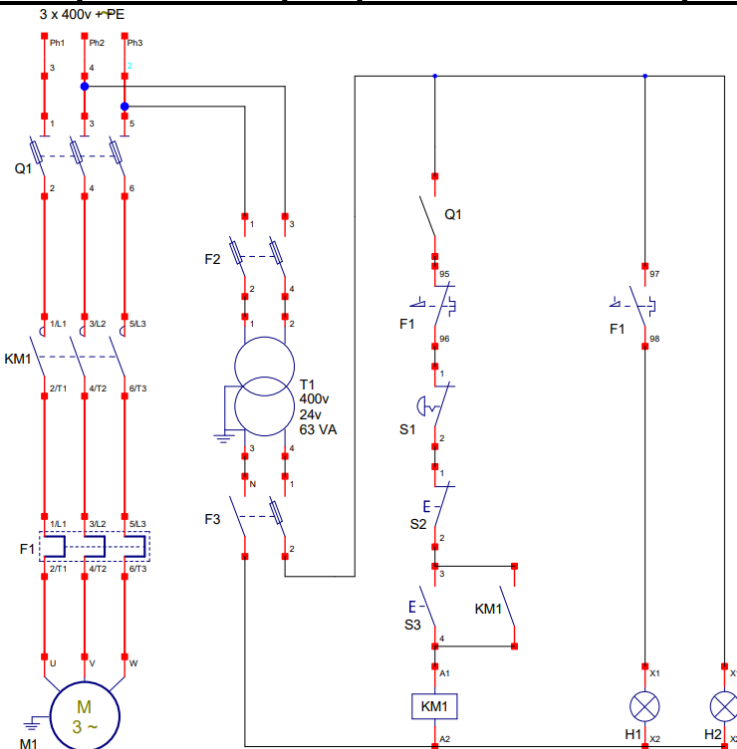 3 x 400v + PE
Ph1 Ph2 Ph3
3 4
1 3 5
Q1
2 4 6
1 3
F2
2 4
1 2
T1
400v
24v
63 VA
3 4
N 1
F3
2
1/L1 3/L2 5/L3
KM1
2/T1 4/T2 6/T3
1/L1 3/L2 5/L3
F1
2/T1 4/T2 6/T3
U V W
M
3 ~
M1
Q1
95
F1
96
1
S1
2
1
E
S2
2
3
E
S3
4
KM1
A1
KM1
A2
97
F1
98
X1
H1
X2
X1
H2
X2